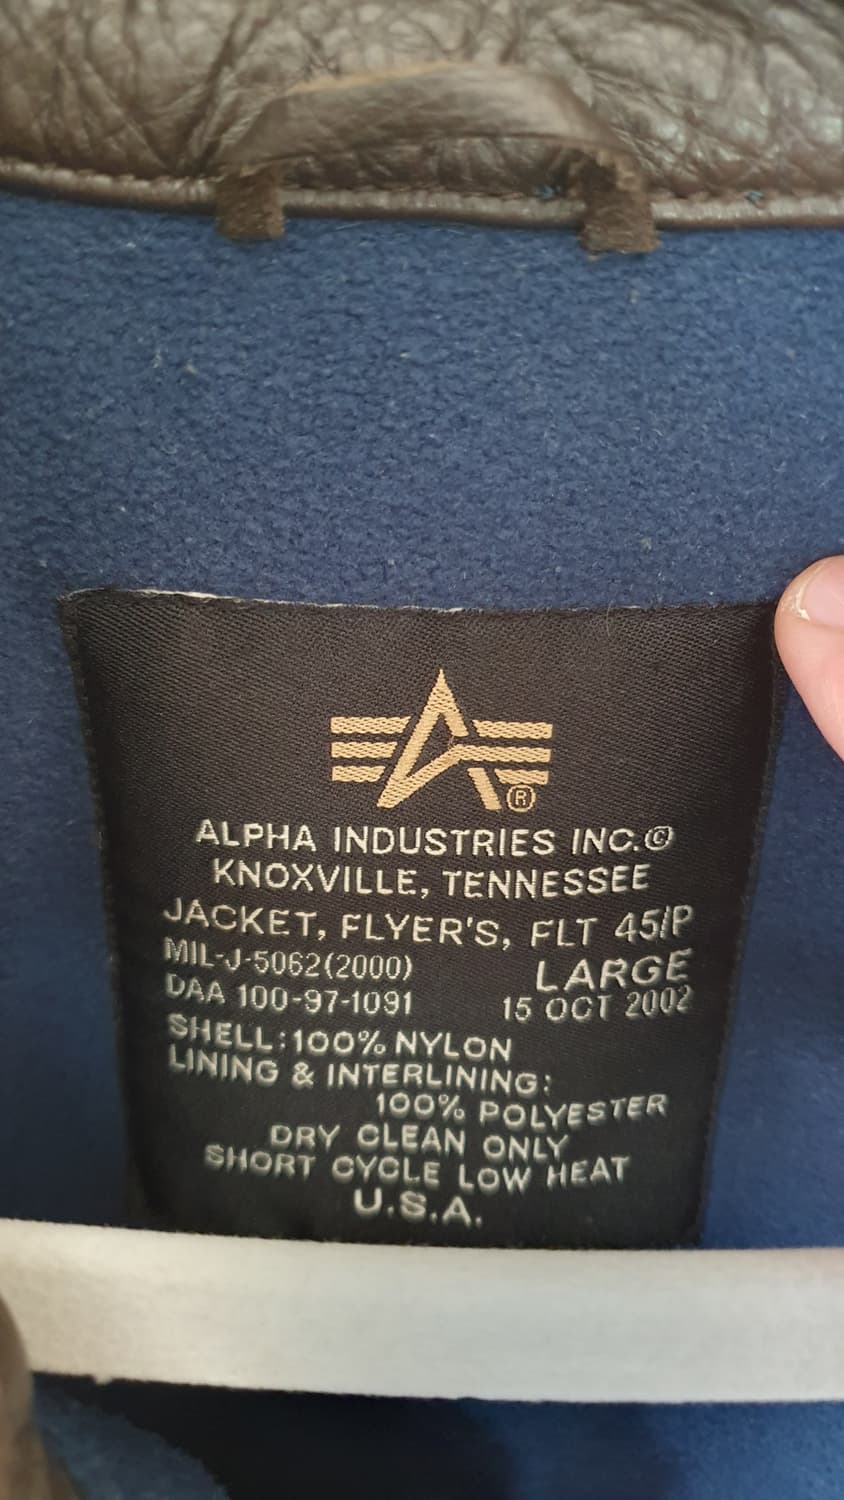 ®
ALPHA INDUSTRIES INC.©
KNOXVILLE, TENNESSEE
JACKET, FLYER'S, FLT 45/P
MIL-J-5062(2000) LARGE
DAA 100-97-1091 15 OCT 2002
SHELL:100% NYLON
LINING & INTERLINING:
100% POLYESTER
DRY CLEAN ONLY
SHORT CYCLE LOW HEAT
U.S.A.